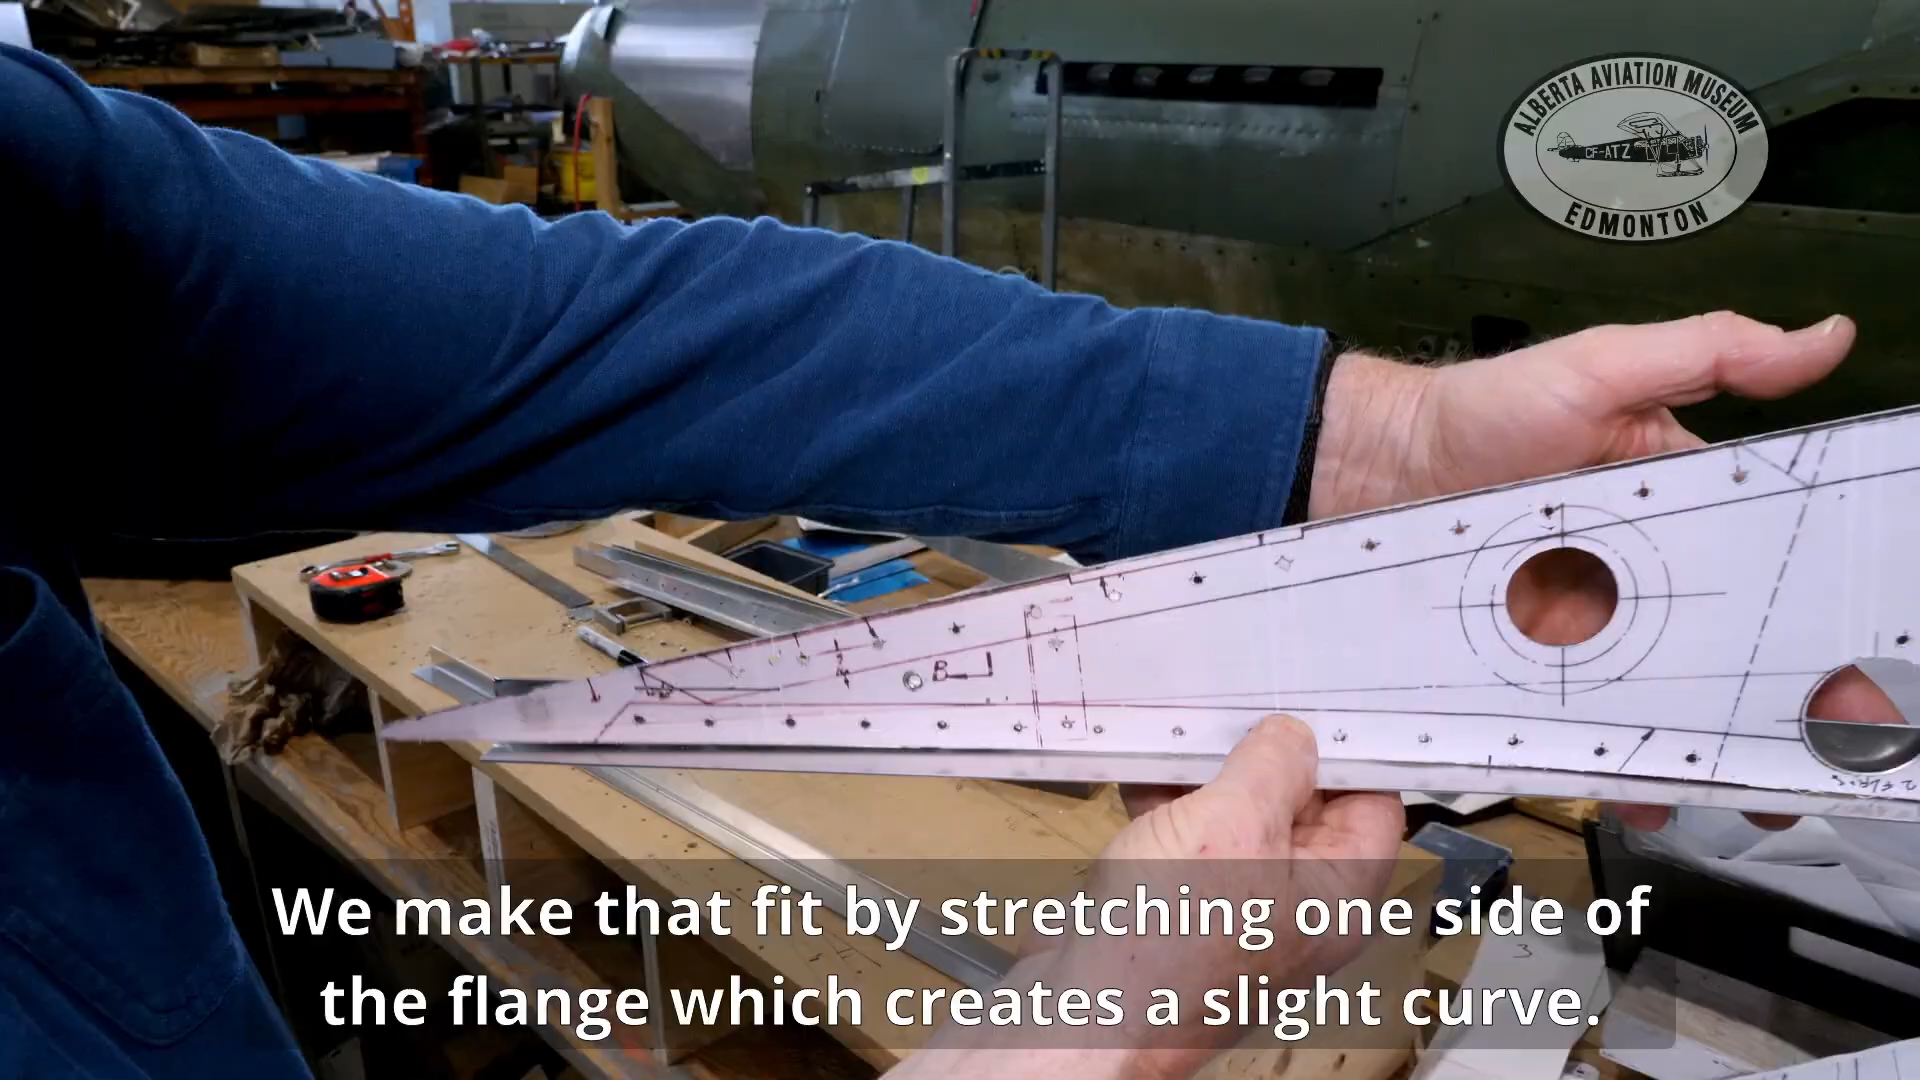 ALBERTA AVIATION MUSEUM
CF-ATZ
EDMONTON
B
3
We make that fit by stretching one side of
the flange which creates a slight curve.